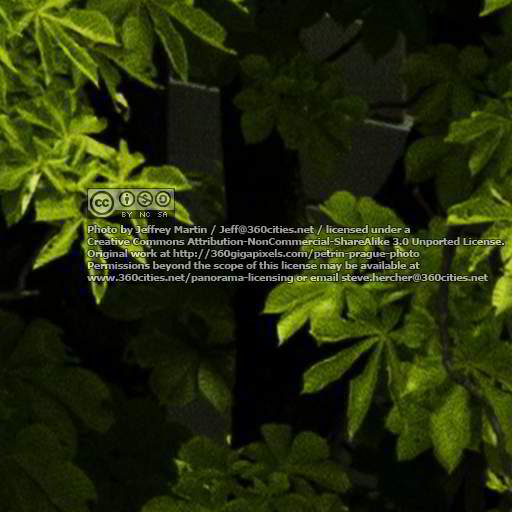 cc
BY NC SA
Photo by Jeffrey Martin / Jeff@360cities.net / licensed under a
Creative Commons Attribution-NonCommercial-ShareAlike 3.0 Unported License.
Original work at http://360gigapixels.com/petrin-prague-photo
Permissions beyond the scope of this license may be available at
www.360cities.net/panorama-licensing or email steve.hercher@360cities.net